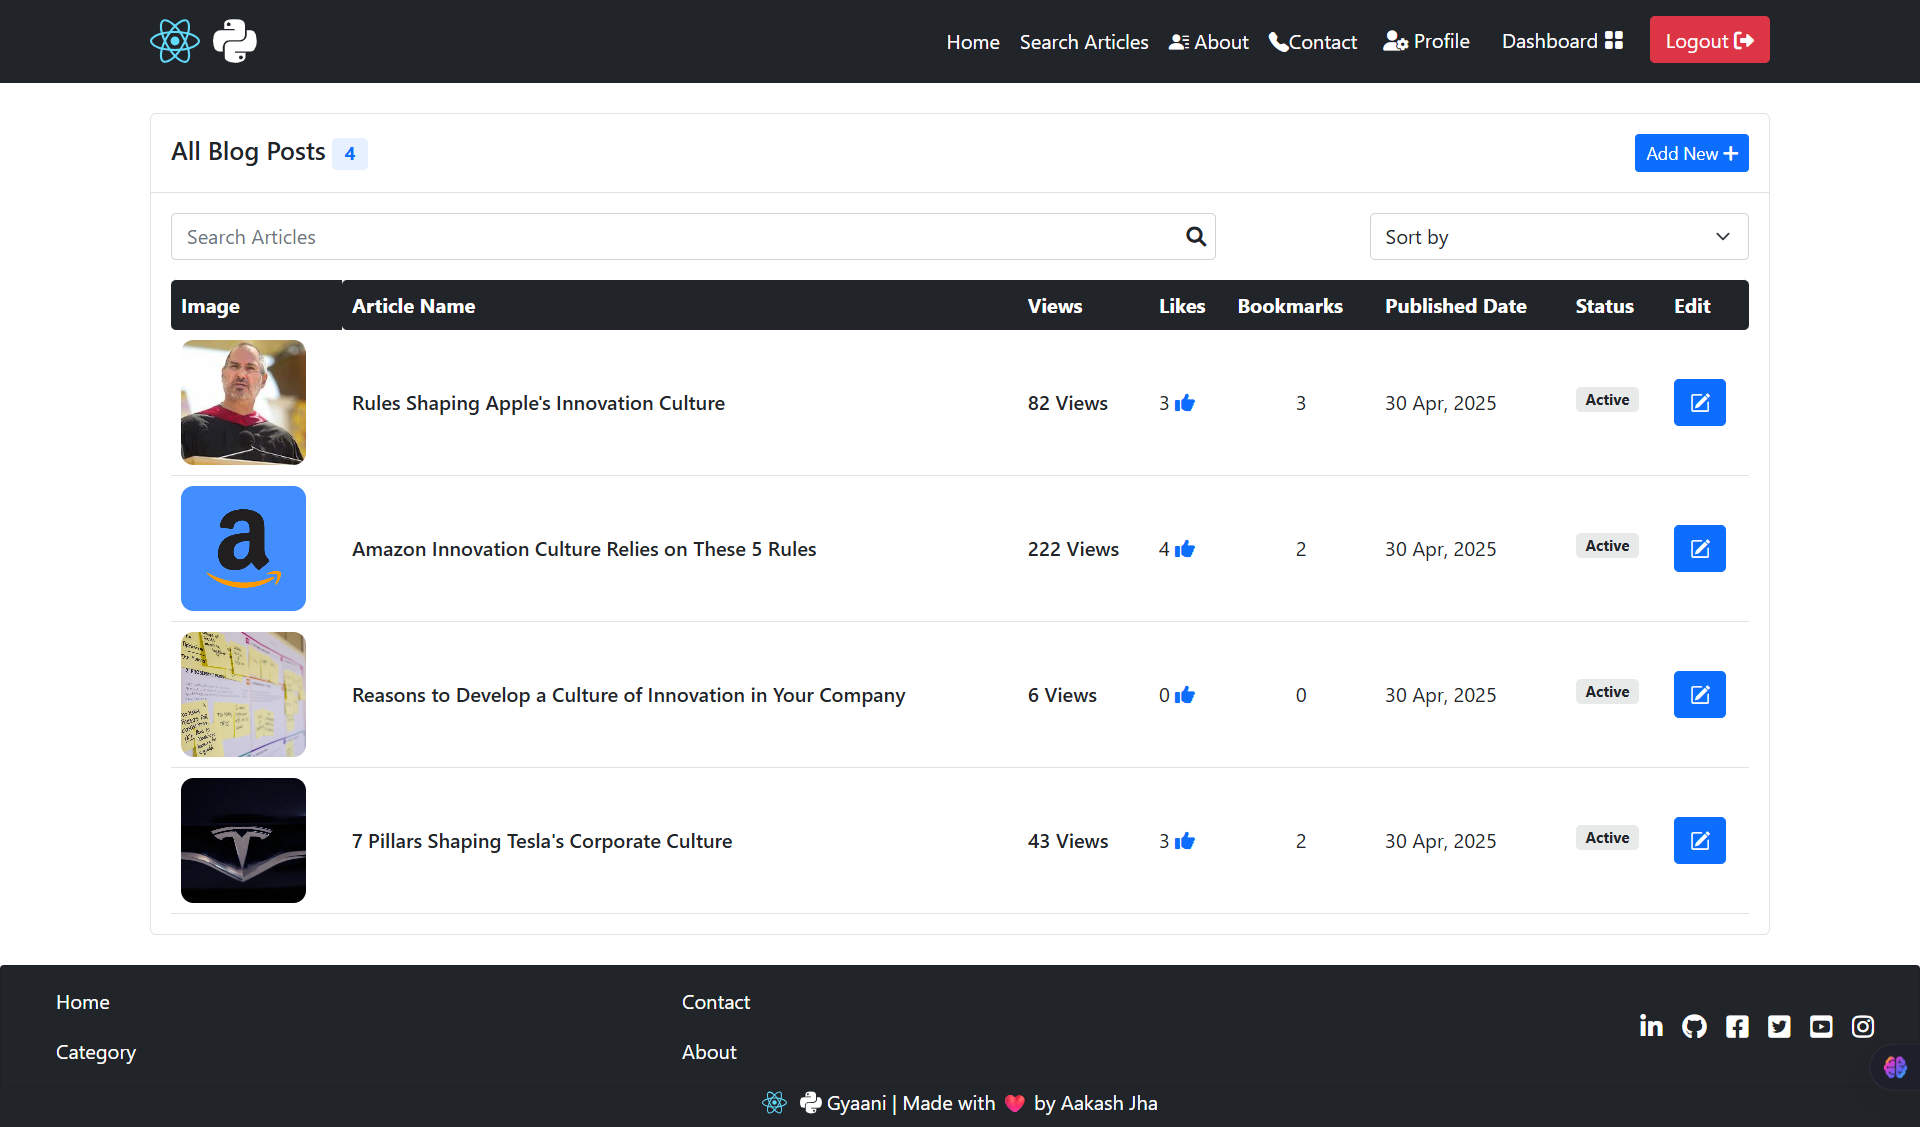 Home Search Articles About Contact Profile Dashboard Logout
All Blog Posts 4 Add New
Search Articles Sort by
Image Article Name Views Likes Bookmarks Published Date Status Edit
Rules Shaping Apple's Innovation Culture 82 Views 3 3 30 Apr, 2025 Active
Amazon Innovation Culture Relies on These 5 Rules 222 Views 4 2 30 Apr, 2025 Active
Reasons to Develop a Culture of Innovation in Your Company 6 Views 0 0 30 Apr, 2025 Active
7 Pillars Shaping Tesla's Corporate Culture 43 Views 3 2 30 Apr, 2025 Active
Home Contact
Category About
Gyaani | Made with ❤️ by Aakash Jha